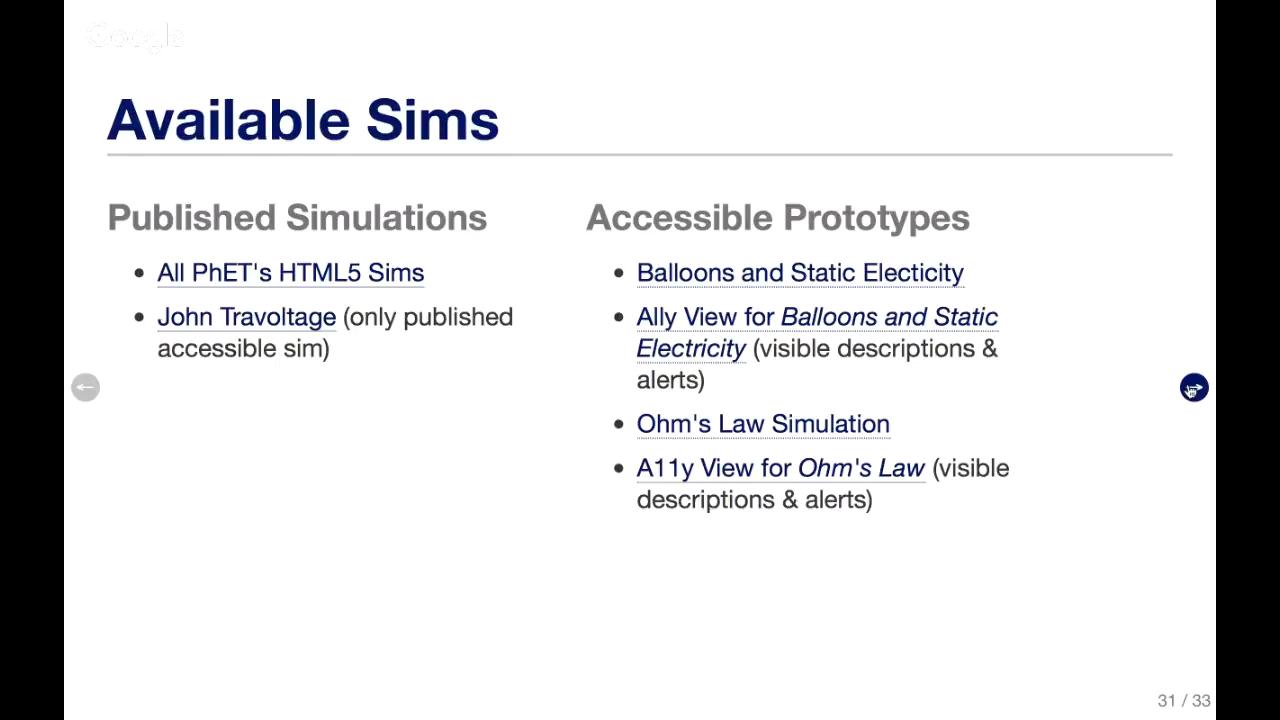 Google
Available Sims
Published Simulations
All PhET's HTML5 Sims
John Travoltage (only published
accessible sim)
Accessible Prototypes
Balloons and Static Electicity
Ally View for Balloons and Static
Electricity (visible descriptions &
alerts)
Ohm's Law Simulation
A11y View for Ohm's Law (visible
descriptions & alerts)
31 / 33